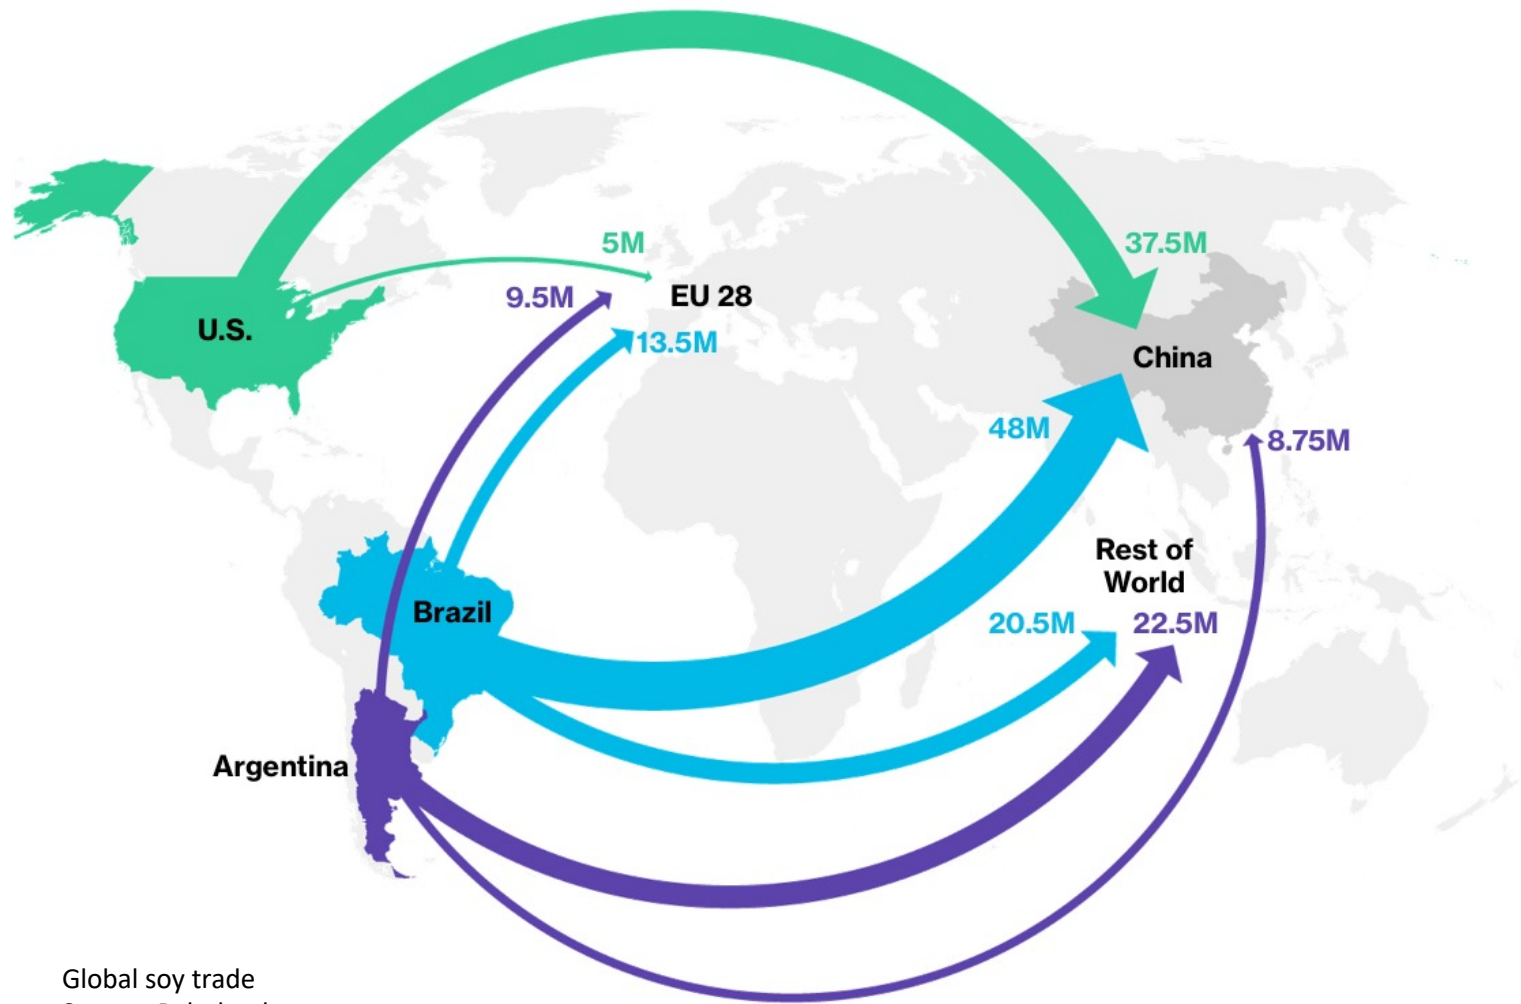 37.5M
5M
9.5M
EU 28
U.S.
13.5M
China
48M
8.75M
Rest of
World
Brazil
20.5M
22.5M
Argentina
Global soy trade